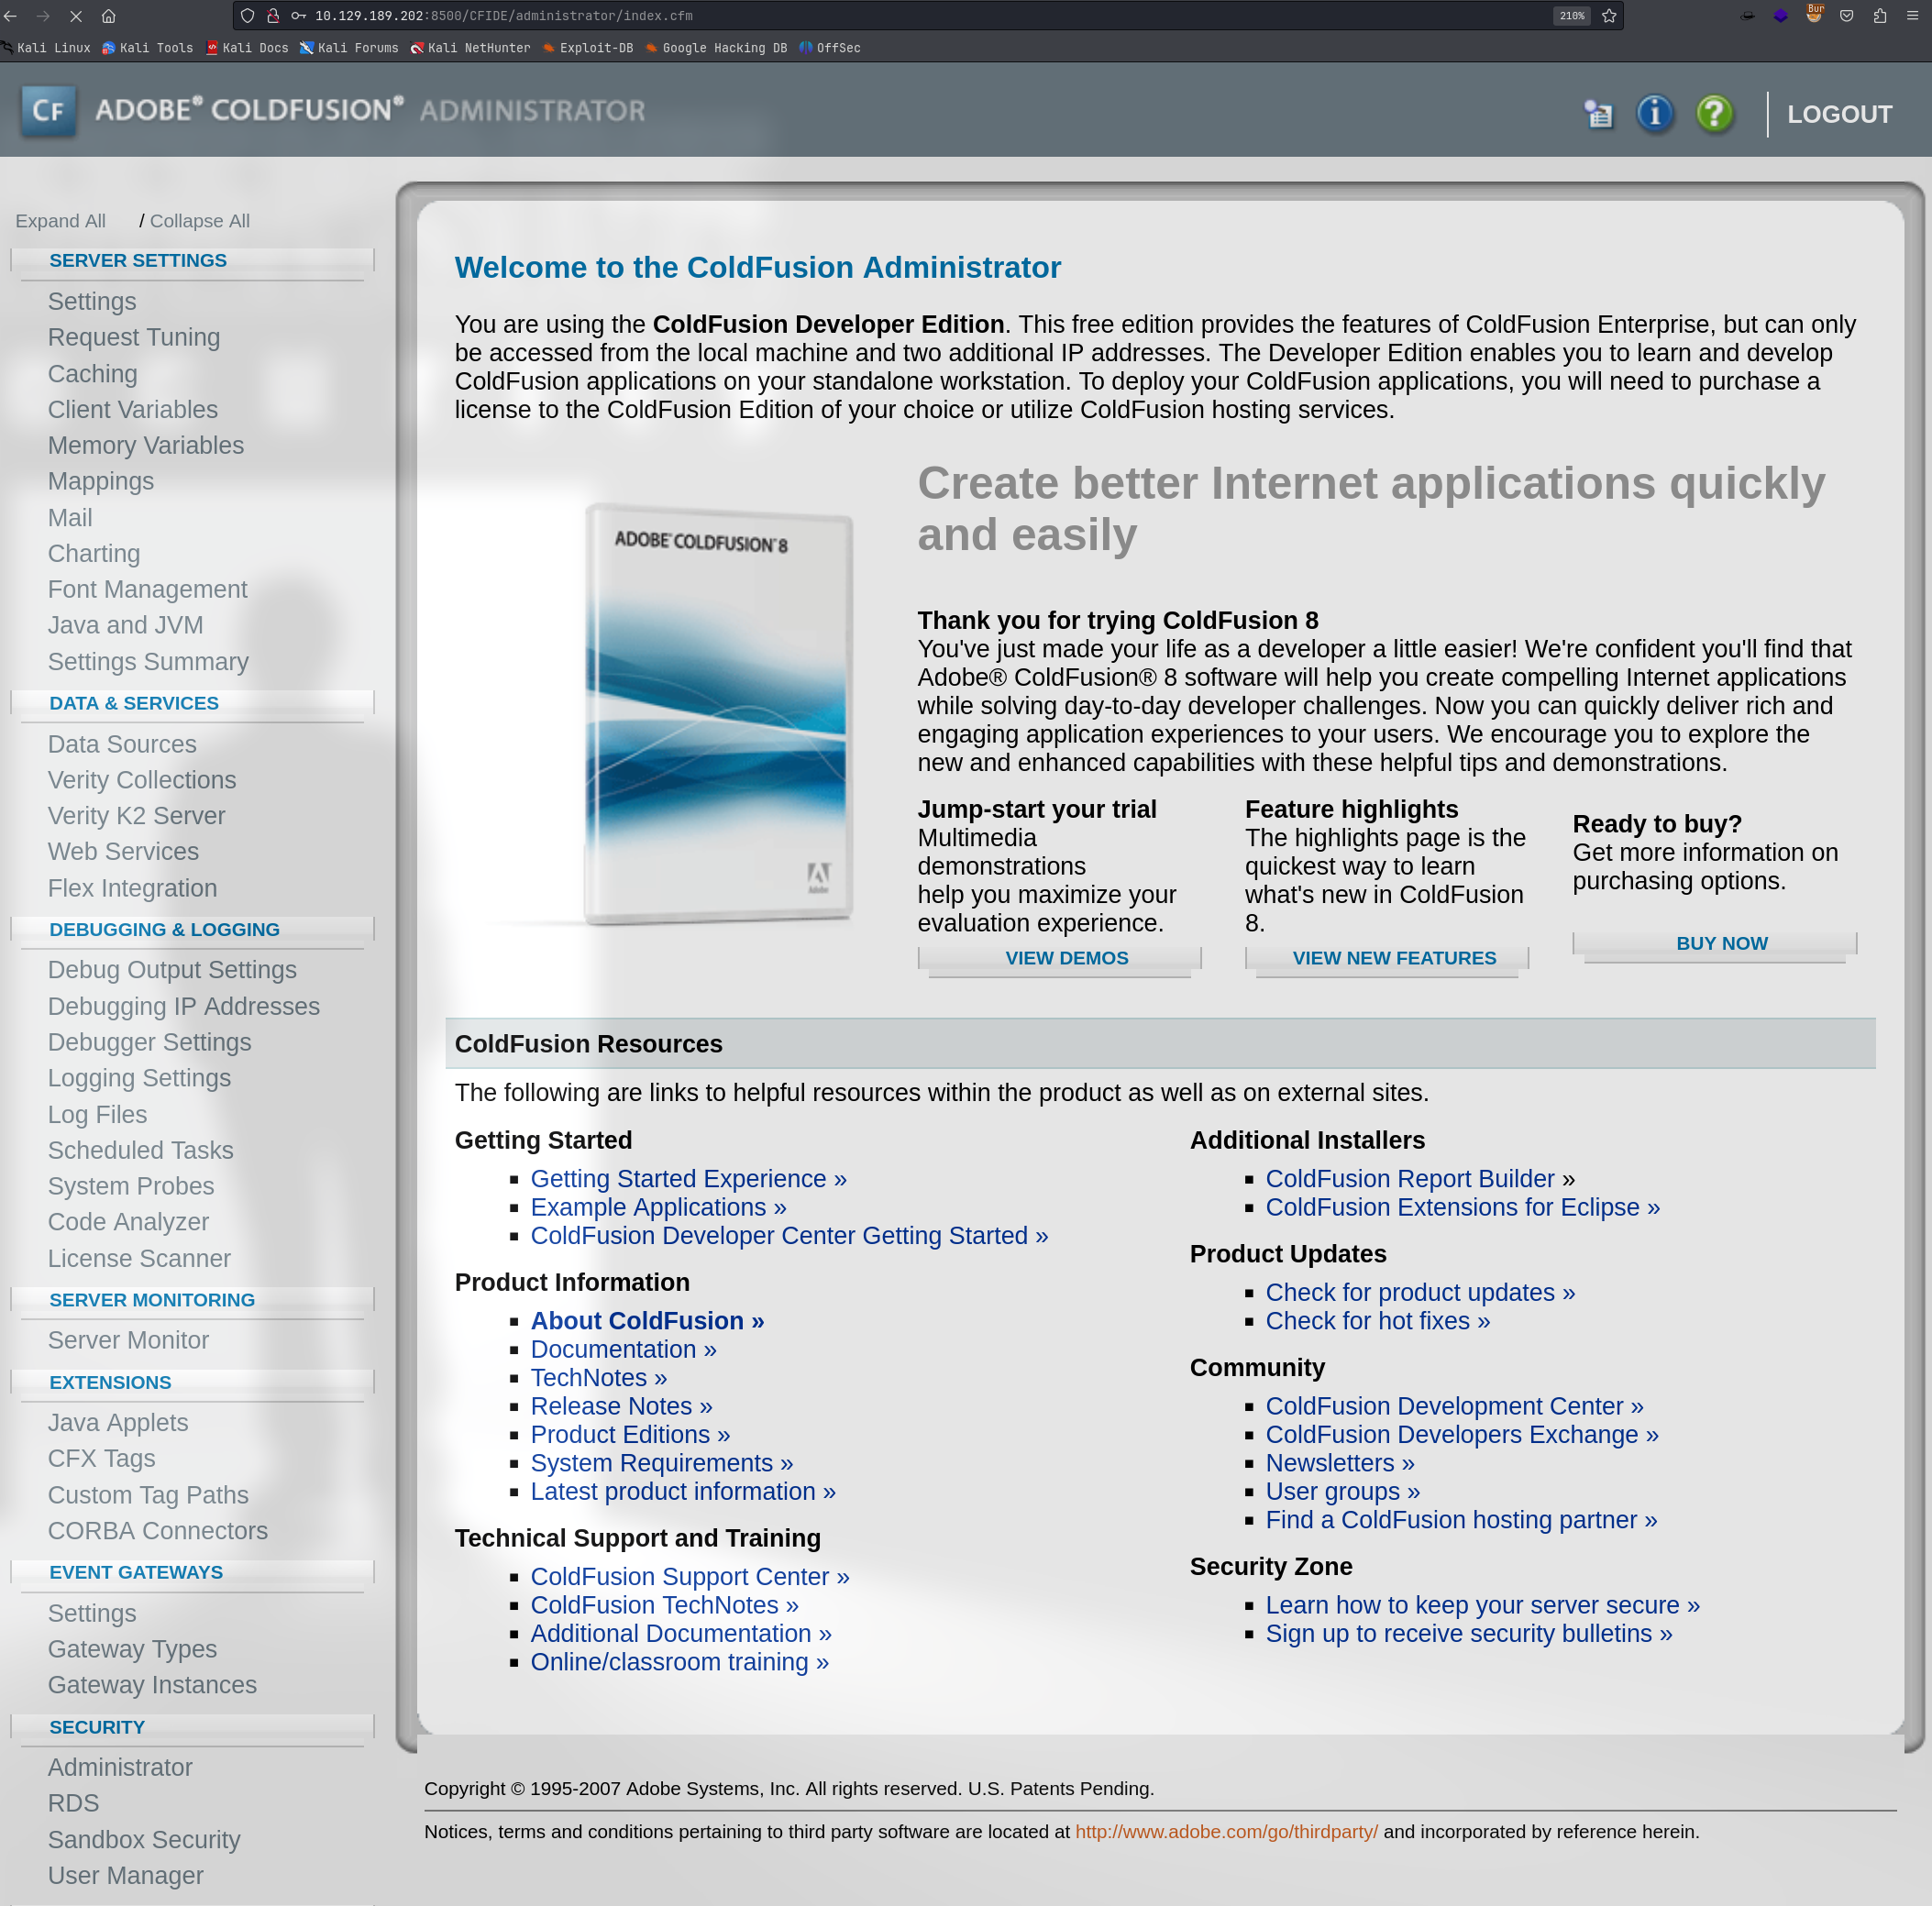 10.129.189.202:8500/CFIDE/administrator/index.cfm
210%
Bur
Kali Linux Kali Tools Kali Docs Kali Forums Kali NetHunter Exploit-DB Google Hacking DB OffSec
CF ADOBE® COLDFUSION® ADMINISTRATOR
LOGOUT
Expand All / Collapse All
SERVER SETTINGS
Settings
Request Tuning
Caching
Client Variables
Memory Variables
Mappings
Mail
Charting
Font Management
Java and JVM
Settings Summary
DATA & SERVICES
Data Sources
Verity Collections
Verity K2 Server
Web Services
Flex Integration
DEBUGGING & LOGGING
Debug Output Settings
Debugging IP Addresses
Debugger Settings
Logging Settings
Log Files
Scheduled Tasks
System Probes
Code Analyzer
License Scanner
SERVER MONITORING
Server Monitor
EXTENSIONS
Java Applets
CFX Tags
Custom Tag Paths
CORBA Connectors
EVENT GATEWAYS
Settings
Gateway Types
Gateway Instances
SECURITY
Administrator
RDS
Sandbox Security
User Manager
Welcome to the ColdFusion Administrator
You are using the ColdFusion Developer Edition. This free edition provides the features of ColdFusion Enterprise, but can only
be accessed from the local machine and two additional IP addresses. The Developer Edition enables you to learn and develop
ColdFusion applications on your standalone workstation. To deploy your ColdFusion applications, you will need to purchase a
license to the ColdFusion Edition of your choice or utilize ColdFusion hosting services.
ADOBE® COLDFUSION® 8
Adobe
Create better Internet applications quickly
and easily
Thank you for trying ColdFusion 8
You've just made your life as a developer a little easier! We're confident you'll find that
Adobe® ColdFusion® 8 software will help you create compelling Internet applications
while solving day-to-day developer challenges. Now you can quickly deliver rich and
engaging application experiences to your users. We encourage you to explore the
new and enhanced capabilities with these helpful tips and demonstrations.
Jump-start your trial
Multimedia
demonstrations
help you maximize your
evaluation experience.
VIEW DEMOS
Feature highlights
The highlights page is the
quickest way to learn
what's new in ColdFusion
8.
VIEW NEW FEATURES
Ready to buy?
Get more information on
purchasing options.
BUY NOW
ColdFusion Resources
The following are links to helpful resources within the product as well as on external sites.
Getting Started
Getting Started Experience »
Example Applications »
ColdFusion Developer Center Getting Started »
Product Information
About ColdFusion »
Documentation »
TechNotes »
Release Notes »
Product Editions »
System Requirements »
Latest product information »
Technical Support and Training
ColdFusion Support Center »
ColdFusion TechNotes »
Additional Documentation »
Online/classroom training »
Additional Installers
ColdFusion Report Builder »
ColdFusion Extensions for Eclipse »
Product Updates
Check for product updates »
Check for hot fixes »
Community
ColdFusion Development Center »
ColdFusion Developers Exchange »
Newsletters »
User groups »
Find a ColdFusion hosting partner »
Security Zone
Learn how to keep your server secure »
Sign up to receive security bulletins »
Copyright © 1995-2007 Adobe Systems, Inc. All rights reserved. U.S. Patents Pending.
Notices, terms and conditions pertaining to third party software are located at http://www.adobe.com/go/thirdparty/ and incorporated by reference herein.